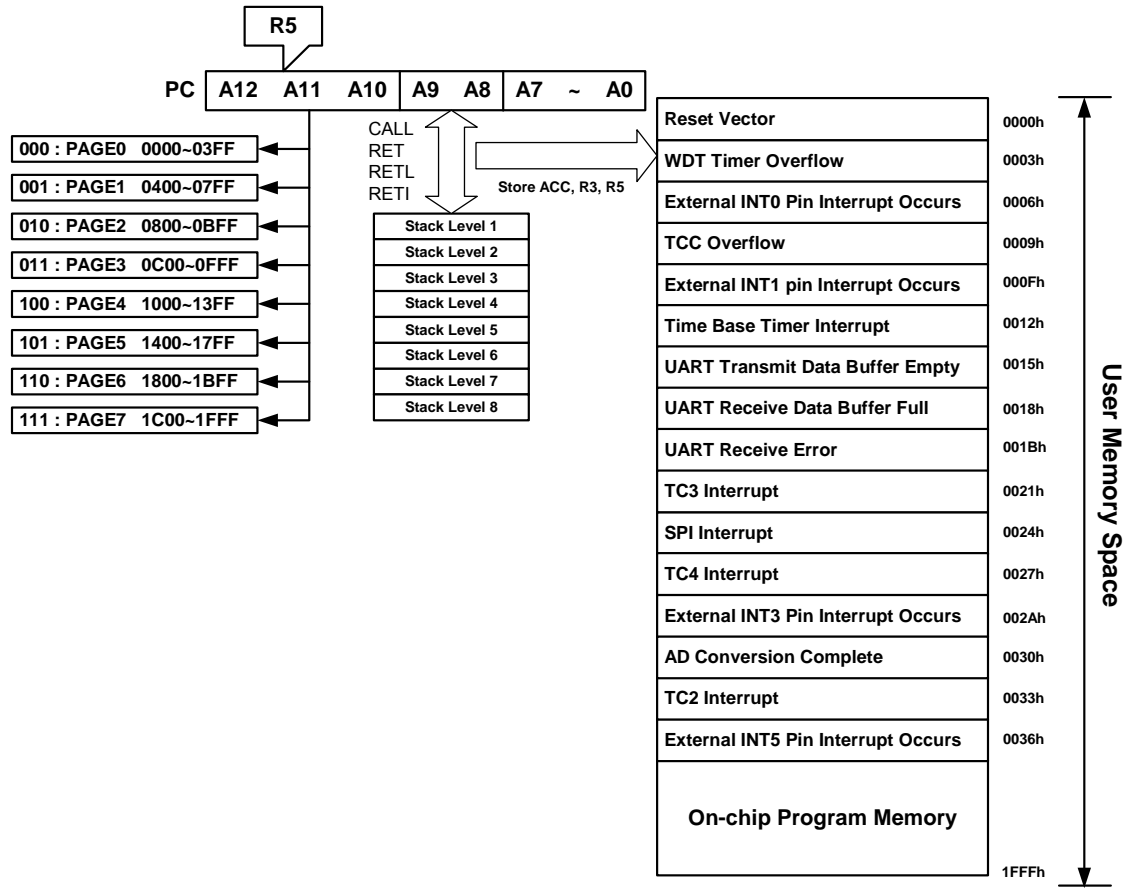 R5
PC A12 A11 A10 A9 A8 A7 ~ A0
000 : PAGE0 0000~03FF
001 : PAGE1 0400~07FF
010 : PAGE2 0800~0BFF
011 : PAGE3 0C00~0FFF
100 : PAGE4 1000~13FF
101 : PAGE5 1400~17FF
110 : PAGE6 1800~1BFF
111 : PAGE7 1C00~1FFF
CALL
RET
RETL
RETI
Store ACC, R3, R5
Stack Level 1
Stack Level 2
Stack Level 3
Stack Level 4
Stack Level 5
Stack Level 6
Stack Level 7
Stack Level 8
Reset Vector 0000h
WDT Timer Overflow 0003h
External INT0 Pin Interrupt Occurs 0006h
TCC Overflow 0009h
External INT1 pin Interrupt Occurs 000Fh
Time Base Timer Interrupt 0012h
UART Transmit Data Buffer Empty 0015h
UART Receive Data Buffer Full 0018h
UART Receive Error 001Bh
TC3 Interrupt 0021h
SPI Interrupt 0024h
TC4 Interrupt 0027h
External INT3 Pin Interrupt Occurs 002Ah
AD Conversion Complete 0030h
TC2 Interrupt 0033h
External INT5 Pin Interrupt Occurs 0036h
On-chip Program Memory
1FFFh
User Memory Space